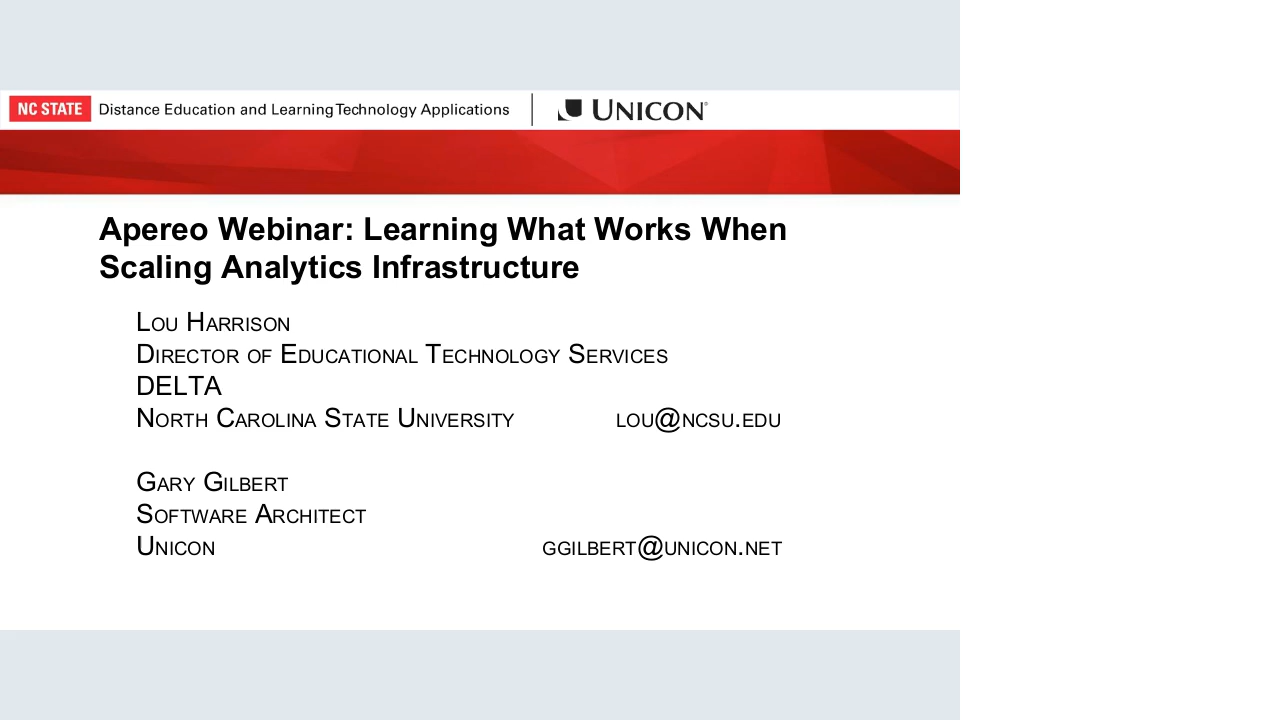 NC STATE Distance Education and Learning Technology Applications UNICON®
Apereo Webinar: Learning What Works When
Scaling Analytics Infrastructure
Lou Harrison
Director of Educational Technology Services
DELTA
North Carolina State University lou@ncsu.edu
Gary Gilbert
Software Architect
Unicon ggilbert@unicon.net